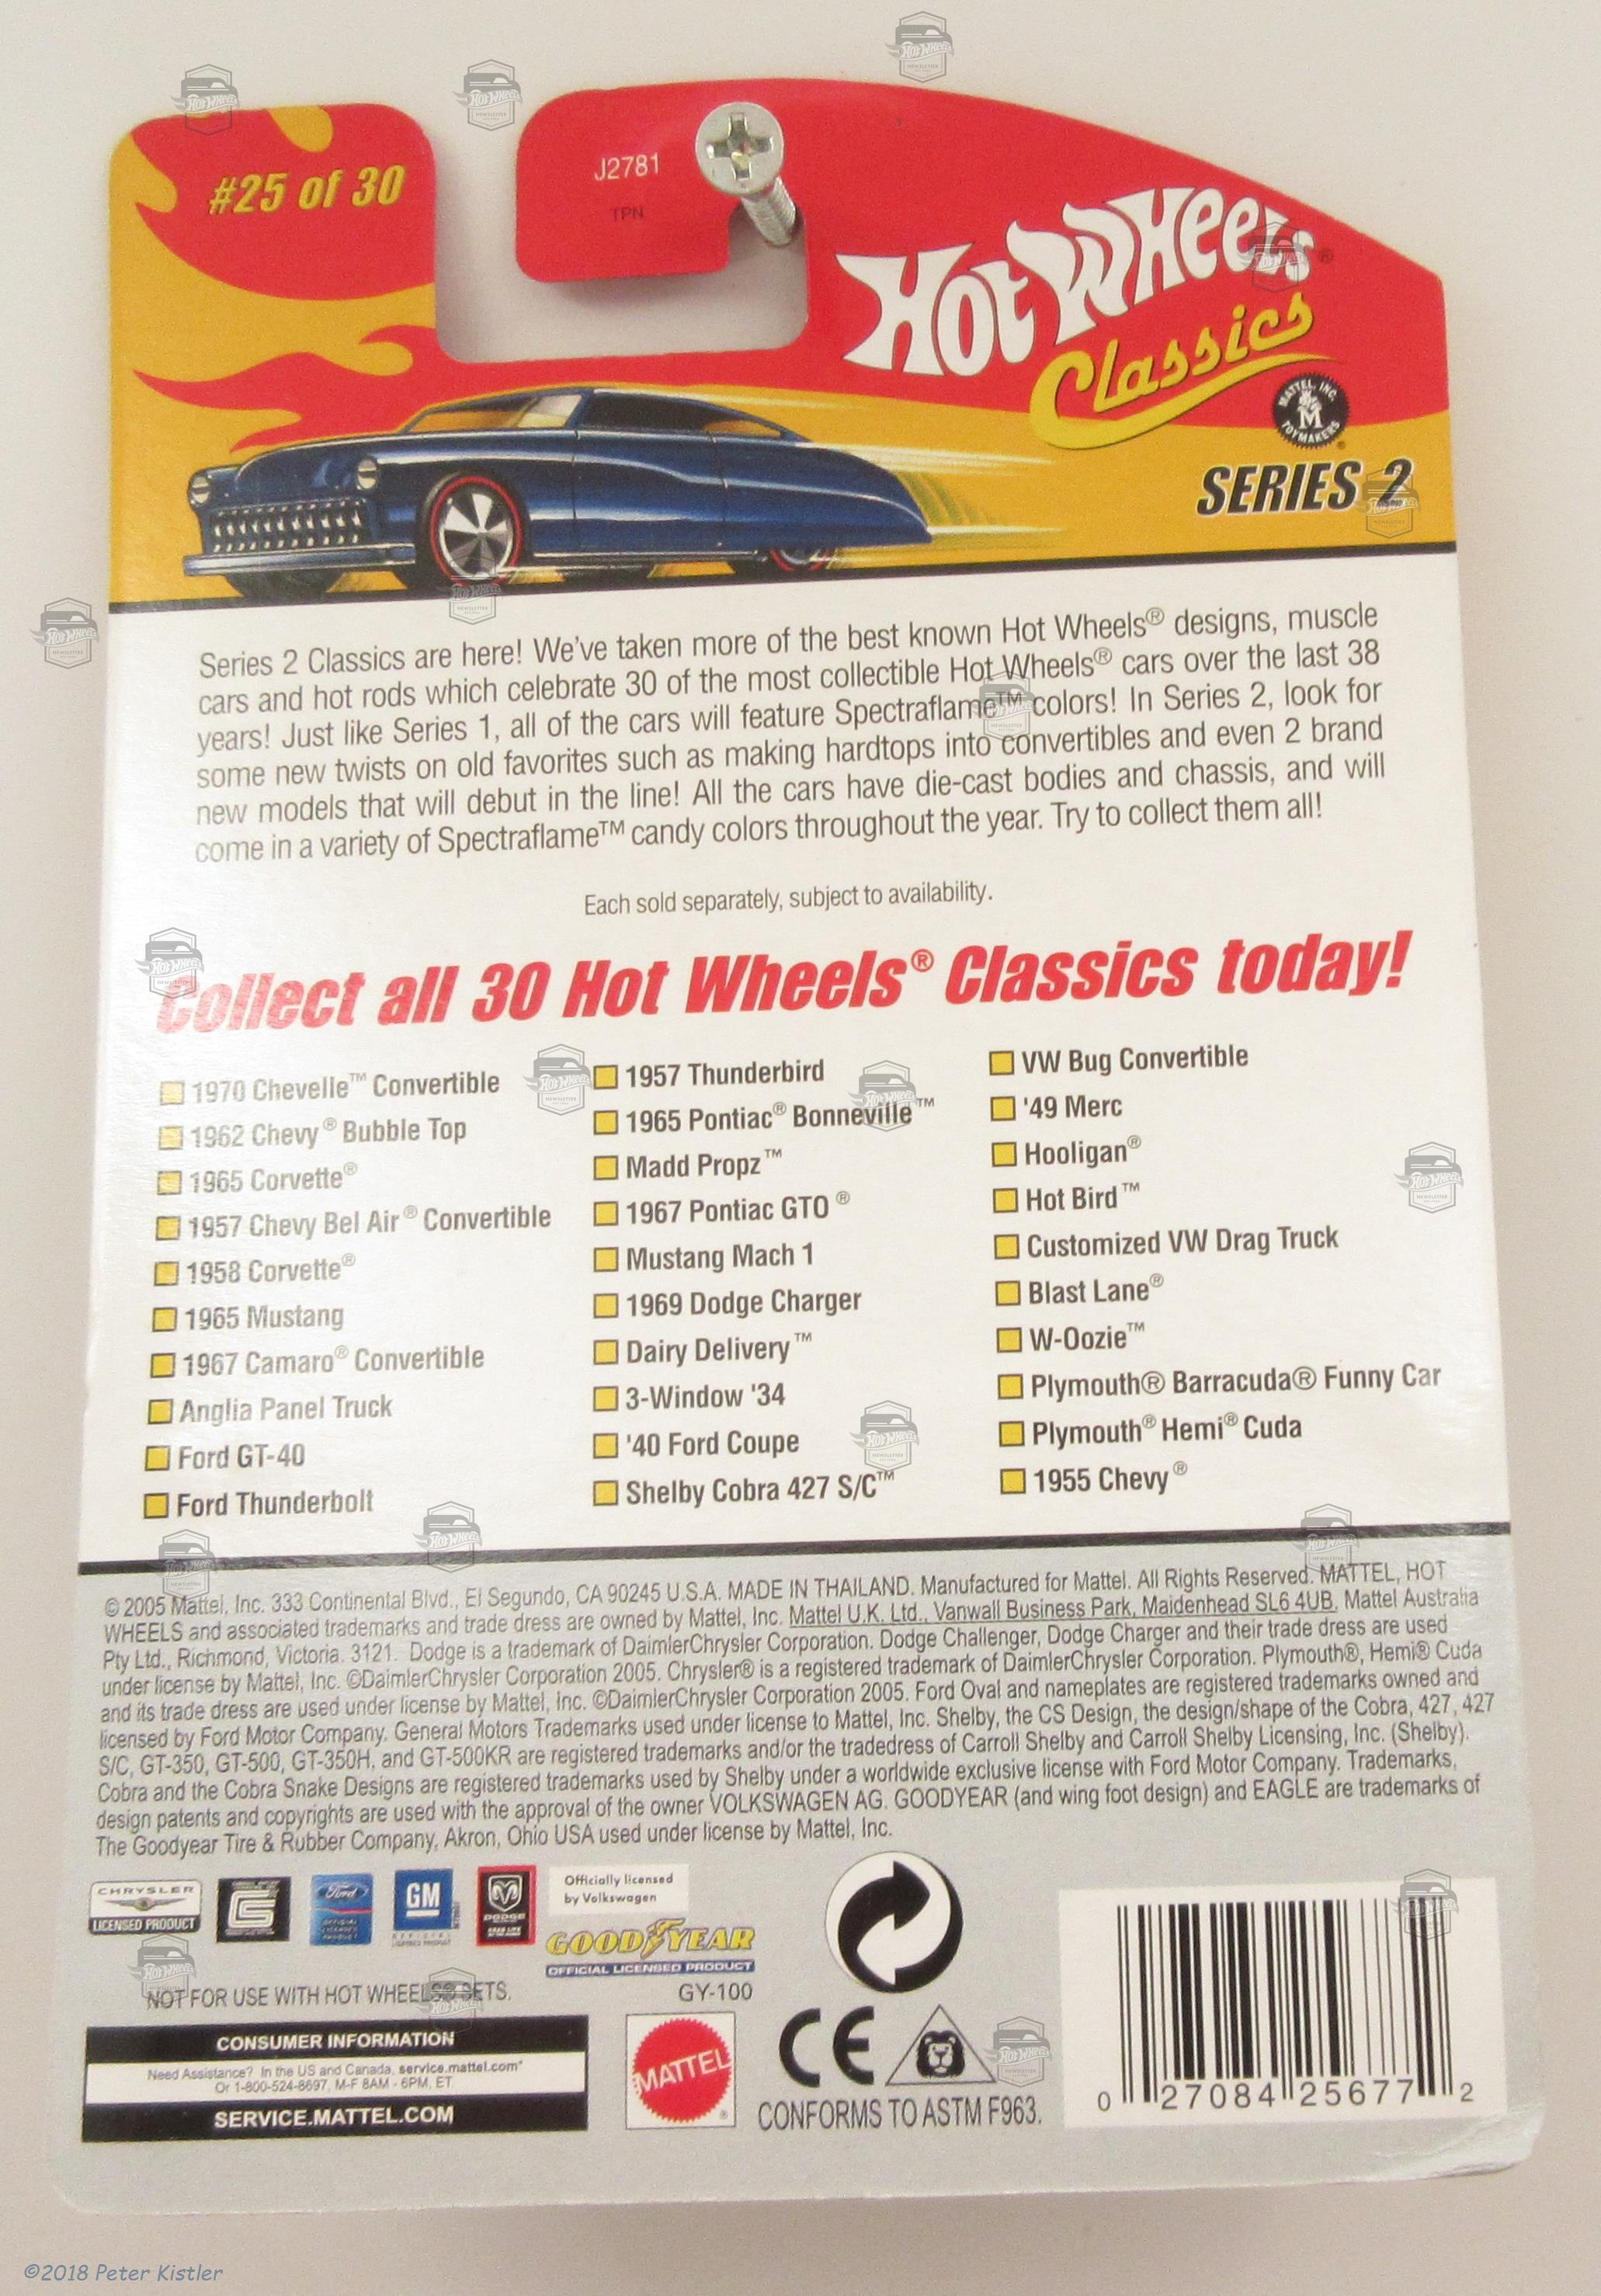 #25 of 30
J2781
TPN
HOT WHEELS®
Classics
MATTEL, INC.
M
TOYMAKERS
SERIES 2
Series 2 Classics are here! We've taken more of the best known Hot Wheels® designs, muscle
cars and hot rods which celebrate 30 of the most collectible Hot Wheels® cars over the last 38
years! Just like Series 1, all of the cars will feature Spectraflame™ colors! In Series 2, look for
some new twists on old favorites such as making hardtops into convertibles and even 2 brand
new models that will debut in the line! All the cars have die-cast bodies and chassis, and will
come in a variety of Spectraflame™ candy colors throughout the year. Try to collect them all!
Each sold separately, subject to availability.
Collect all 30 Hot Wheels® Classics today!
1970 Chevelle™ Convertible
1962 Chevy® Bubble Top
1965 Corvette®
1957 Chevy Bel Air® Convertible
1958 Corvette®
1965 Mustang
1967 Camaro® Convertible
Anglia Panel Truck
Ford GT-40
Ford Thunderbolt
1957 Thunderbird
1965 Pontiac® Bonneville™
Madd Propz™
1967 Pontiac GTO®
Mustang Mach 1
1969 Dodge Charger
Dairy Delivery™
3-Window '34
'40 Ford Coupe
Shelby Cobra 427 S/C™
VW Bug Convertible
'49 Merc
Hooligan®
Hot Bird™
Customized VW Drag Truck
Blast Lane®
W-Oozie™
Plymouth® Barracuda® Funny Car
Plymouth® Hemi® Cuda
1955 Chevy®
© 2005 Mattel, Inc. 333 Continental Blvd., El Segundo, CA 90245 U.S.A. MADE IN THAILAND. Manufactured for Mattel. All Rights Reserved. MATTEL, HOT
WHEELS and associated trademarks and trade dress are owned by Mattel, Inc. Mattel U.K. Ltd., Vanwall Business Park, Maidenhead SL6 4UB. Mattel Australia
Pty Ltd., Richmond, Victoria. 3121. Dodge is a trademark of DaimlerChrysler Corporation. Dodge Challenger, Dodge Charger and their trade dress are used
under license by Mattel, Inc. ©DaimlerChrysler Corporation 2005. Chrysler® is a registered trademark of DaimlerChrysler Corporation. Plymouth®, Hemi® Cuda
and its trade dress are used under license by Mattel, Inc. ©DaimlerChrysler Corporation 2005. Ford Oval and nameplates are registered trademarks owned and
licensed by Ford Motor Company. General Motors Trademarks used under license to Mattel, Inc. Shelby, the CS Design, the design/shape of the Cobra, 427, 427
S/C, GT-350, GT-500, GT-350H, and GT-500KR are registered trademarks and/or the tradedress of Carroll Shelby and Carroll Shelby Licensing, Inc. (Shelby).
Cobra and the Cobra Snake Designs are registered trademarks used by Shelby under a worldwide exclusive license with Ford Motor Company. Trademarks,
design patents and copyrights are used with the approval of the owner VOLKSWAGEN AG. GOODYEAR (and wing foot design) and EAGLE are trademarks of
The Goodyear Tire & Rubber Company, Akron, Ohio USA used under license by Mattel, Inc.
CHRYSLER
LICENSED PRODUCT
Ford
GM
DODGE
Officially licensed
by Volkswagen
GOODYEAR
OFFICIAL LICENSED PRODUCT
GY-100
NOT FOR USE WITH HOT WHEELS® SETS.
CONSUMER INFORMATION
Need Assistance? In the US and Canada, service.mattel.com*
Or 1-800-524-8697, M-F 8AM - 6PM, ET
SERVICE.MATTEL.COM
MATTEL
CE
CONFORMS TO ASTM F963.
0 27084 25677 2
©2018 Peter Kistler